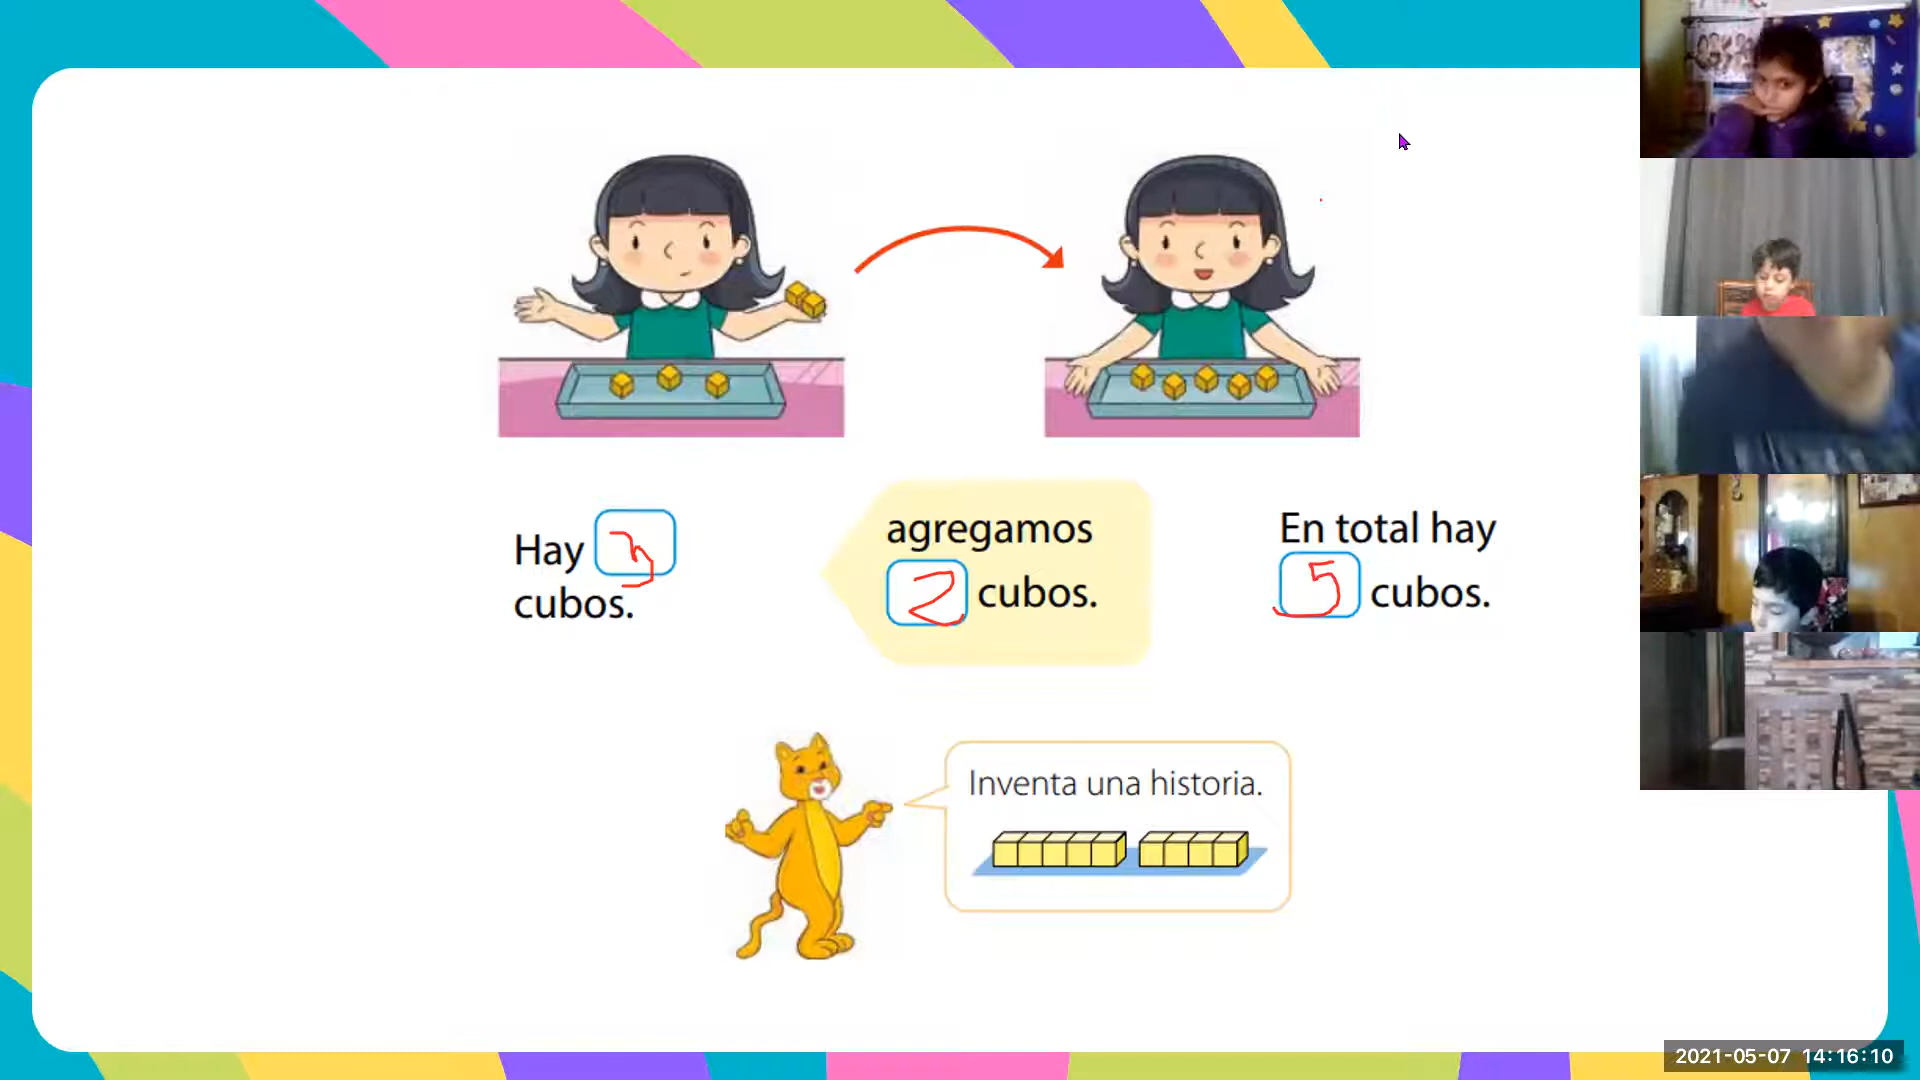 Hay 3
cubos.
agregamos
2 cubos.
En total hay
5 cubos.
Inventa una historia.
2021-05-07 14:16:10